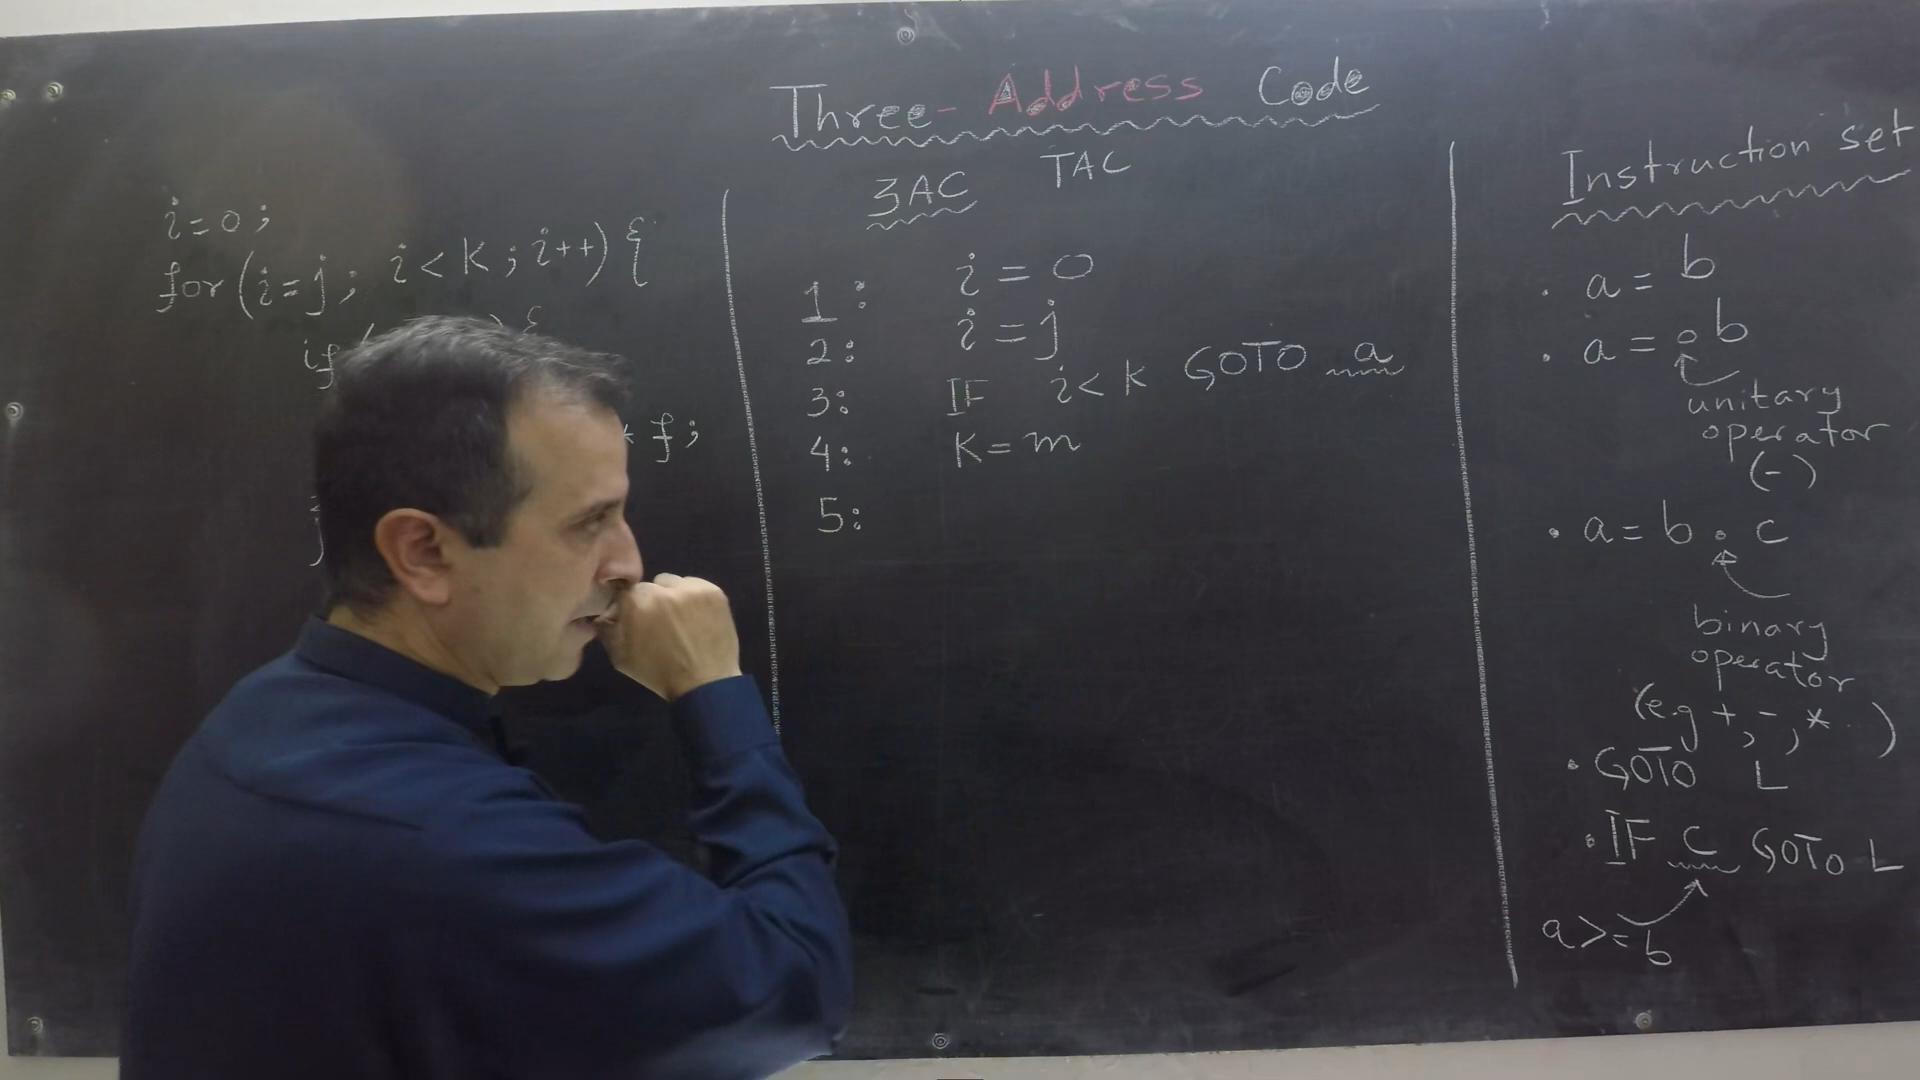 Three-Address Code
3AC TAC
i=0;
for(i=j; i<K; i++){
if ( ) {
* f;
}
1: i = 0
2: i = j
3: IF i< K GOTO a
4: K=m
5:
Instruction set
• a = b
• a = ∘b
unitary
operator
(-)
• a = b ∘ c
binary
operator
(e.g +, -, * )
• GOTO L
• IF c GOTO L
a>=b